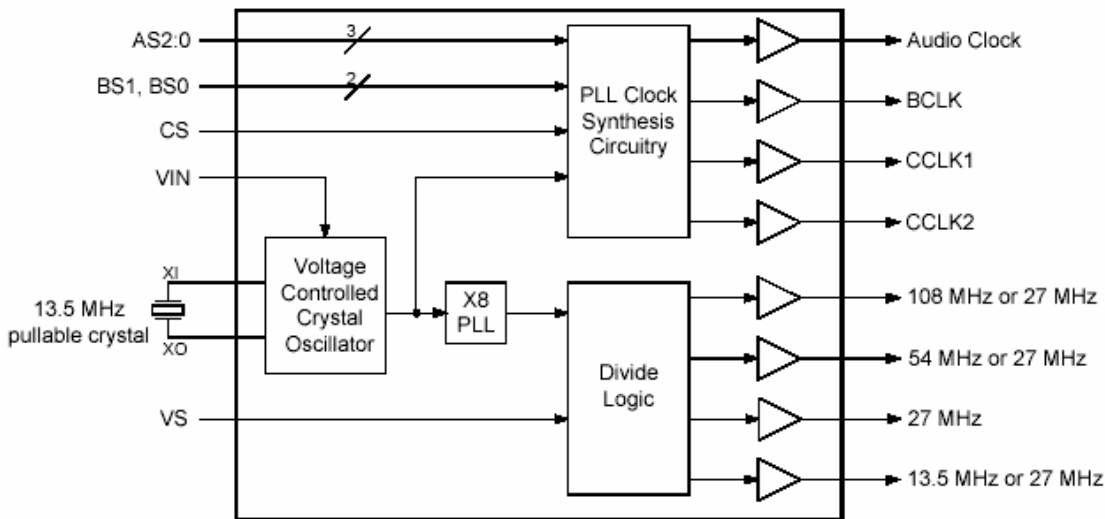 AS2:0
3
Audio Clock
BS1, BS0
2
PLL Clock
Synthesis
Circuitry
BCLK
CS
CCLK1
VIN
CCLK2
XI
Voltage
Controlled
Crystal
Oscillator
13.5 MHz
pullable crystal
XO
X8
PLL
108 MHz or 27 MHz
54 MHz or 27 MHz
Divide
Logic
VS
27 MHz
13.5 MHz or 27 MHz